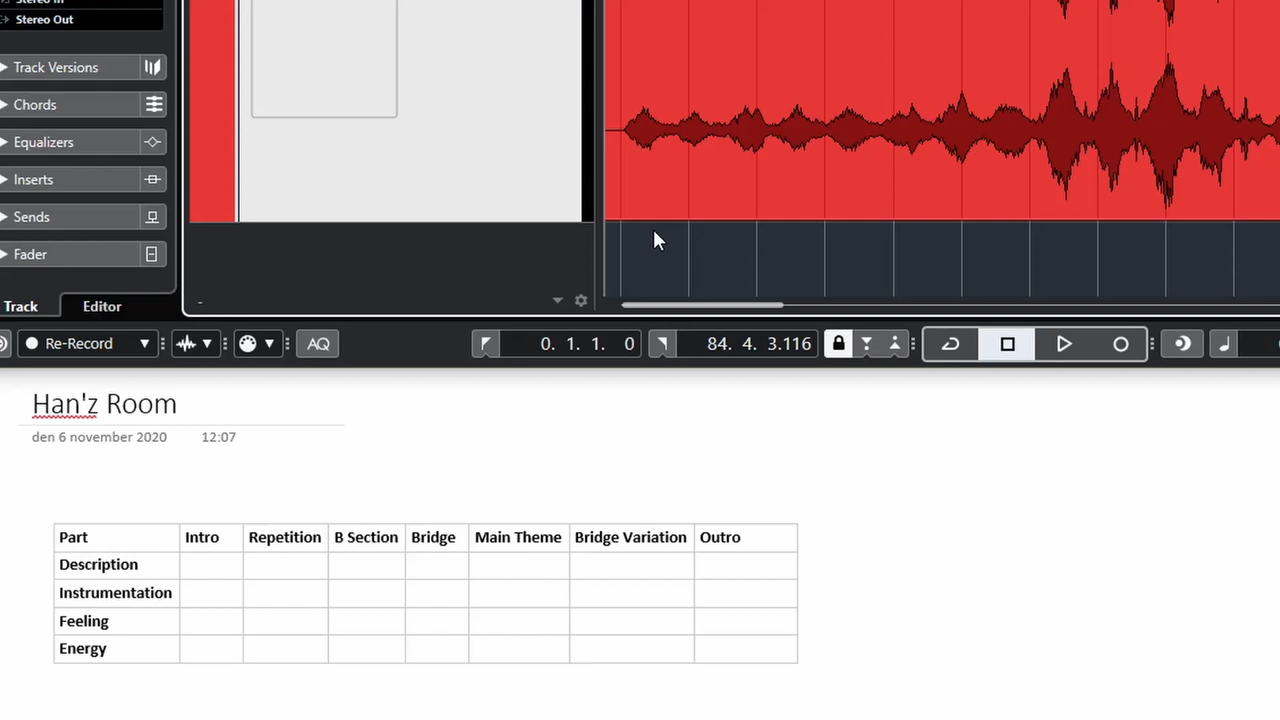 Stereo In
Stereo Out
Track Versions
Chords
Equalizers
Inserts
Sends
Fader
Track Editor
-
Re-Record AQ 0. 1. 1. 0 84. 4. 3.116
Han'z Room
den 6 november 2020 12:07
Part Intro Repetition B Section Bridge Main Theme Bridge Variation Outro
Description
Instrumentation
Feeling
Energy